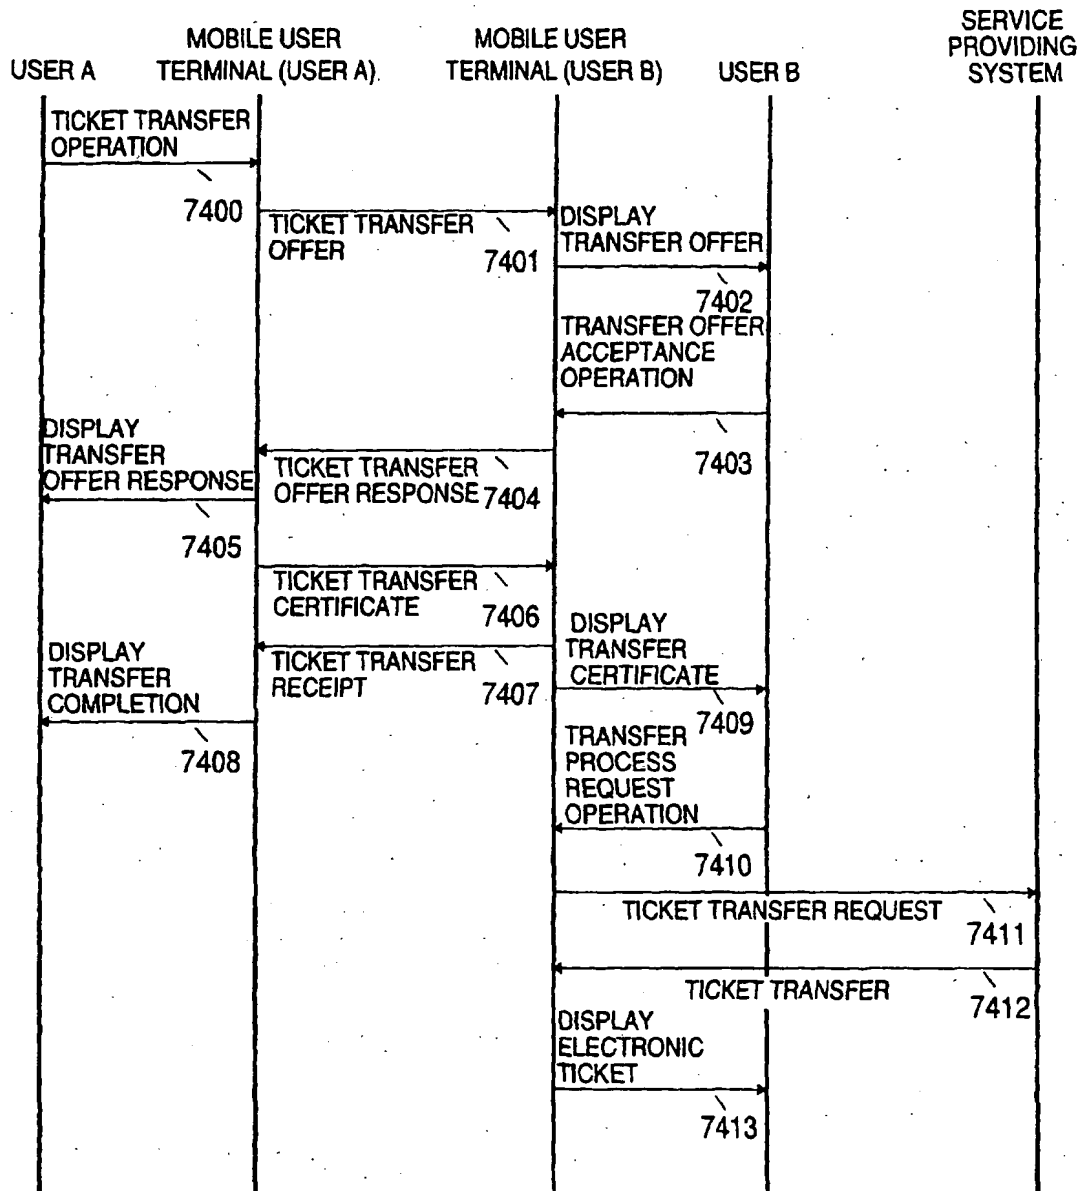 SERVICE
PROVIDING
SYSTEM
MOBILE USER
TERMINAL (USER A)
MOBILE USER
TERMINAL (USER B)
USER A
USER B
TICKET TRANSFER
OPERATION
7400
TICKET TRANSFER
OFFER
7401
DISPLAY
TRANSFER OFFER
7402
TRANSFER OFFER
ACCEPTANCE
OPERATION
7403
TICKET TRANSFER
OFFER RESPONSE
7404
DISPLAY
TRANSFER
OFFER RESPONSE
7405
TICKET TRANSFER
CERTIFICATE
7406
TICKET TRANSFER
RECEIPT
7407
DISPLAY
TRANSFER
COMPLETION
7408
DISPLAY
TRANSFER
CERTIFICATE
7409
TRANSFER
PROCESS
REQUEST
OPERATION
7410
TICKET TRANSFER REQUEST
7411
TICKET TRANSFER
7412
DISPLAY
ELECTRONIC
TICKET
7413